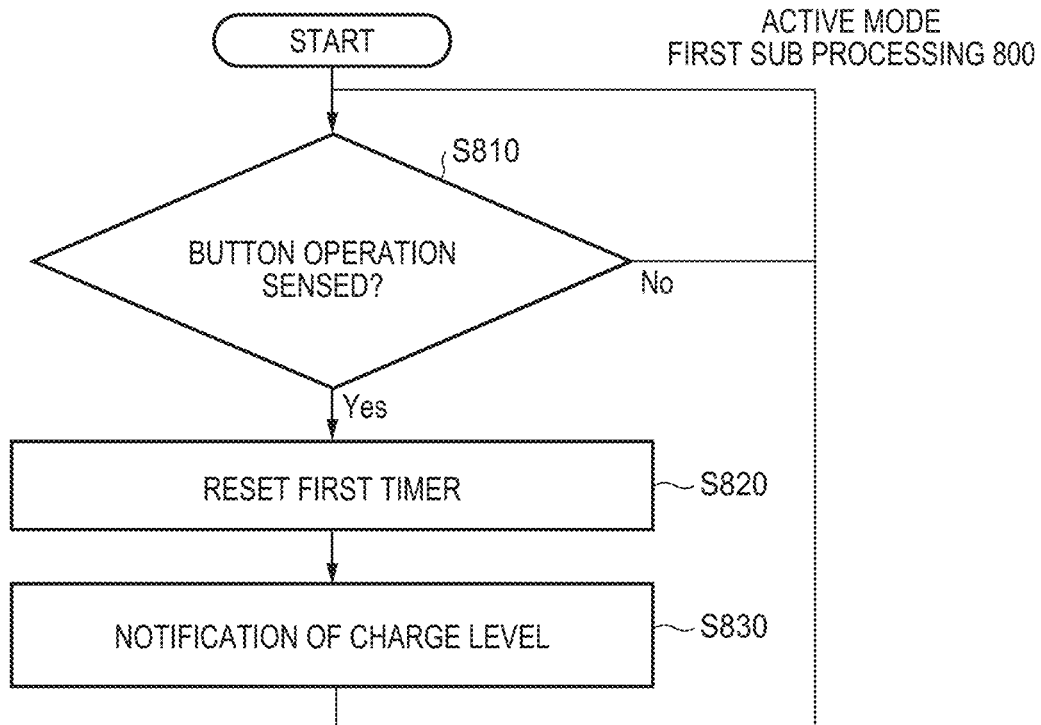 START
ACTIVE MODE
FIRST SUB PROCESSING 800
S810
BUTTON OPERATION
SENSED?
No
Yes
RESET FIRST TIMER
S820
NOTIFICATION OF CHARGE LEVEL
S830